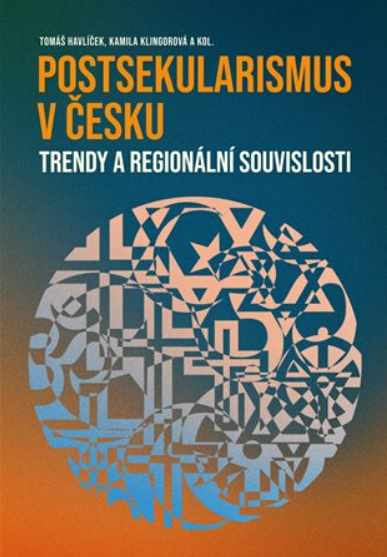 TOMÁŠ HAVLÍČEK, KAMILA KLINGOROVÁ A KOL.
POSTSEKULARISMUS
V ČESKU
TRENDY A REGIONÁLNÍ SOUVISLOSTI